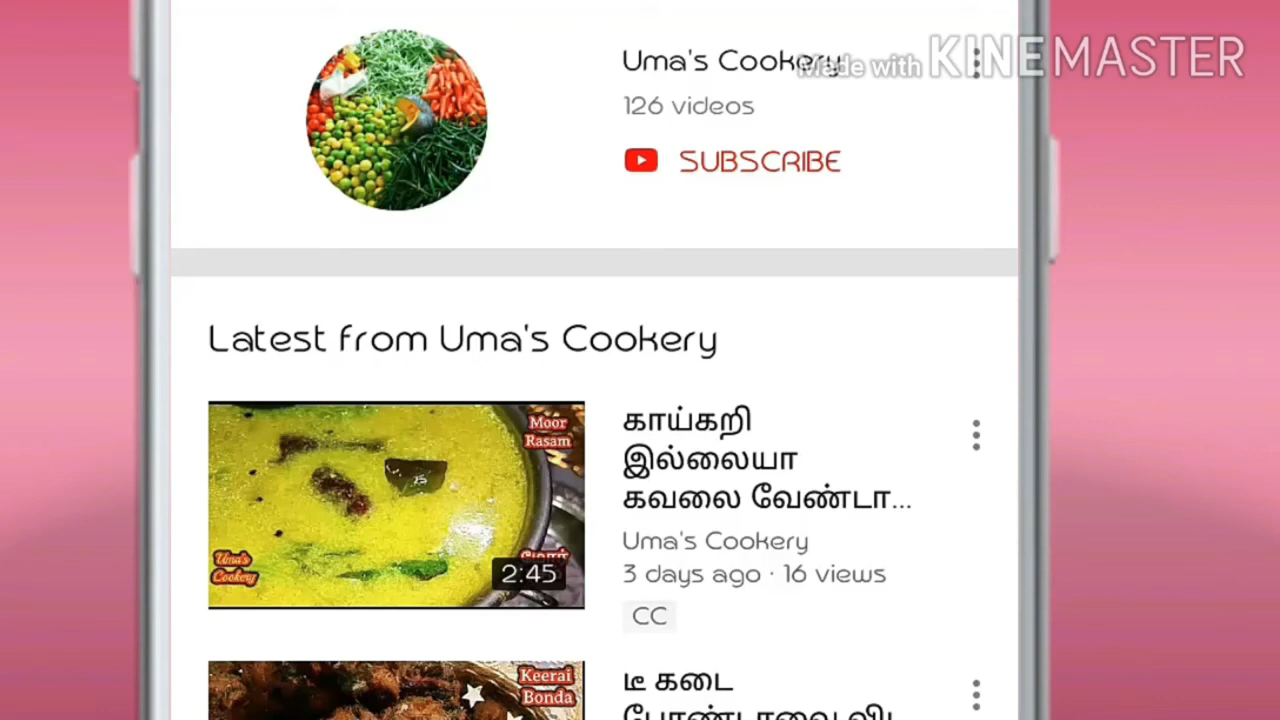 Uma's Cookery
Made with KINEMASTER
126 videos
SUBSCRIBE
Latest from Uma's Cookery
Moor
Rasam
Uma's
Cookery
மோர்
2:45
காய்கறி
இல்லையா
கவலை வேண்டா...
Uma's Cookery
3 days ago · 16 views
CC
Keerai
Bonda
டீ கடை